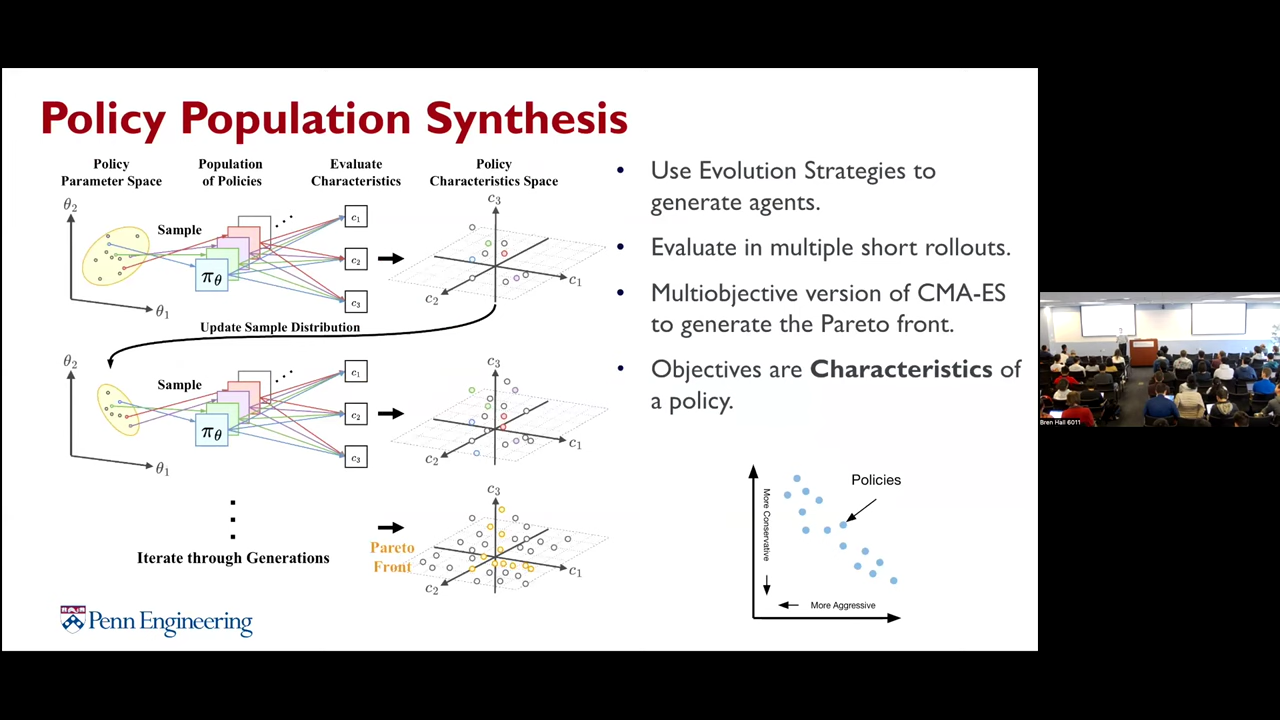 Policy Population Synthesis
Policy
Parameter Space
Population
of Policies
Evaluate
Characteristics
Policy
Characteristics Space
θ2
θ1
Sample
πθ
c1
c2
c3
c3
c1
c2
Update Sample Distribution
θ2
θ1
Sample
πθ
c1
c2
c3
c3
c1
c2
Iterate through Generations
Pareto
Front
c3
c1
c2
• Use Evolution Strategies to
generate agents.
• Evaluate in multiple short rollouts.
• Multiobjective version of CMA-ES
to generate the Pareto front.
• Objectives are Characteristics of
a policy.
Policies
More Conservative
More Aggressive
Penn Engineering
Bren Hall 6011